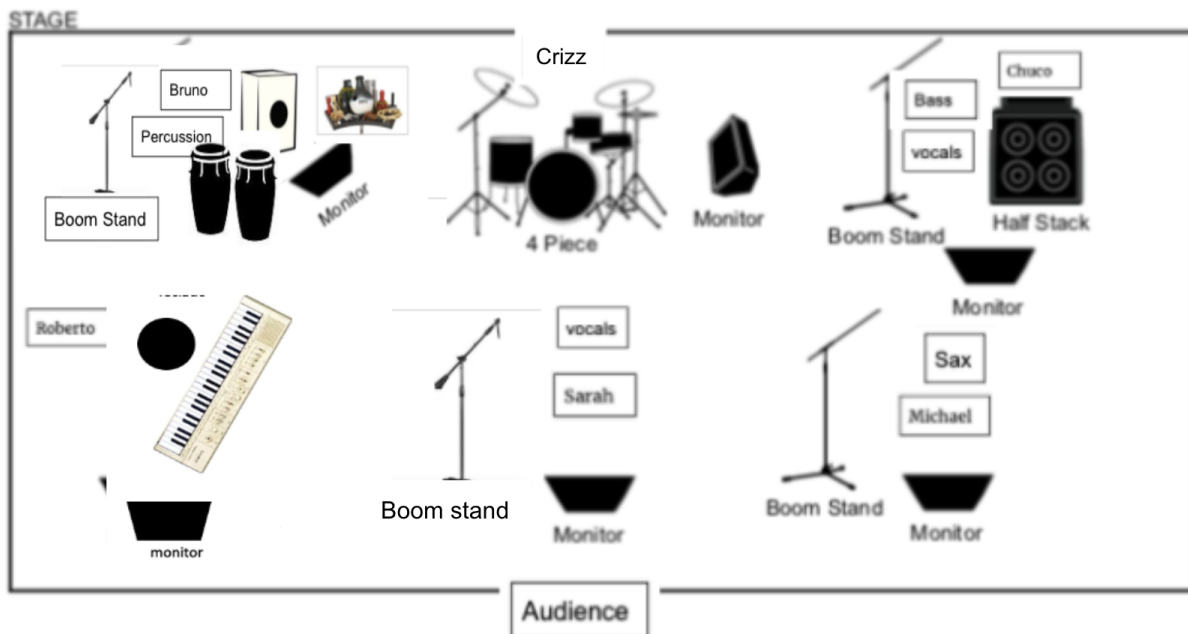 STAGE
Crizz
Bruno
Percussion
Boom Stand
Monitor
4 Piece
Monitor
Chuco
Bass
vocals
Boom Stand
Half Stack
Monitor
Roberto
monitor
vocals
Sarah
Boom stand
Monitor
Sax
Michael
Boom Stand
Monitor
Audience